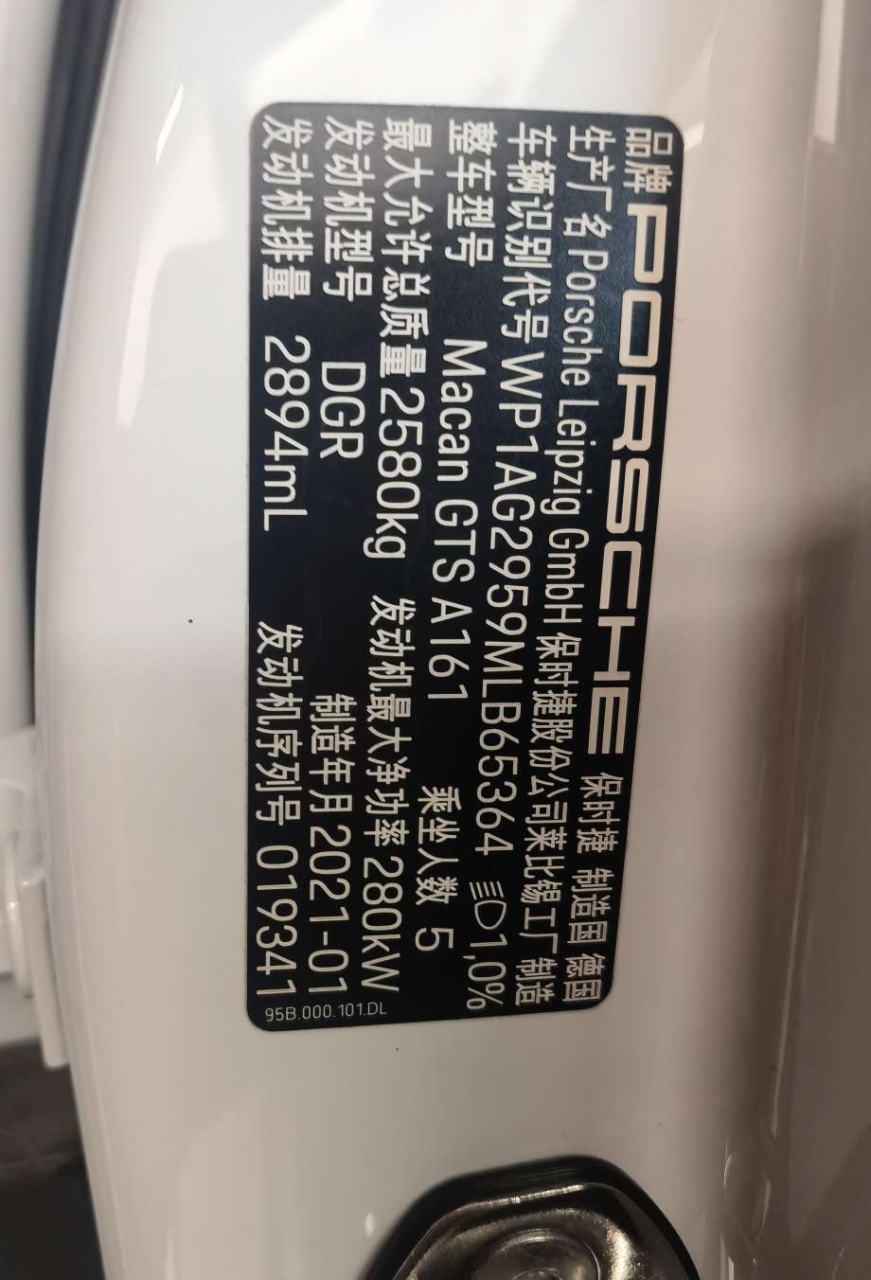 品牌 PORSCHE 保时捷 制造国 德国
生产厂名 Porsche Leipzig GmbH 保时捷股份公司莱比锡工厂 制造
车辆识别代号 WP1AG2959MLB65364 1,0%
整车型号 Macan GTS A161 乘坐人数 5
最大允许总质量 2580kg 发动机最大净功率 280kW
发动机型号 DGR 制造年月 2021-01
发动机排量 2894mL 发动机序列号 019341
95B.000.101.DL